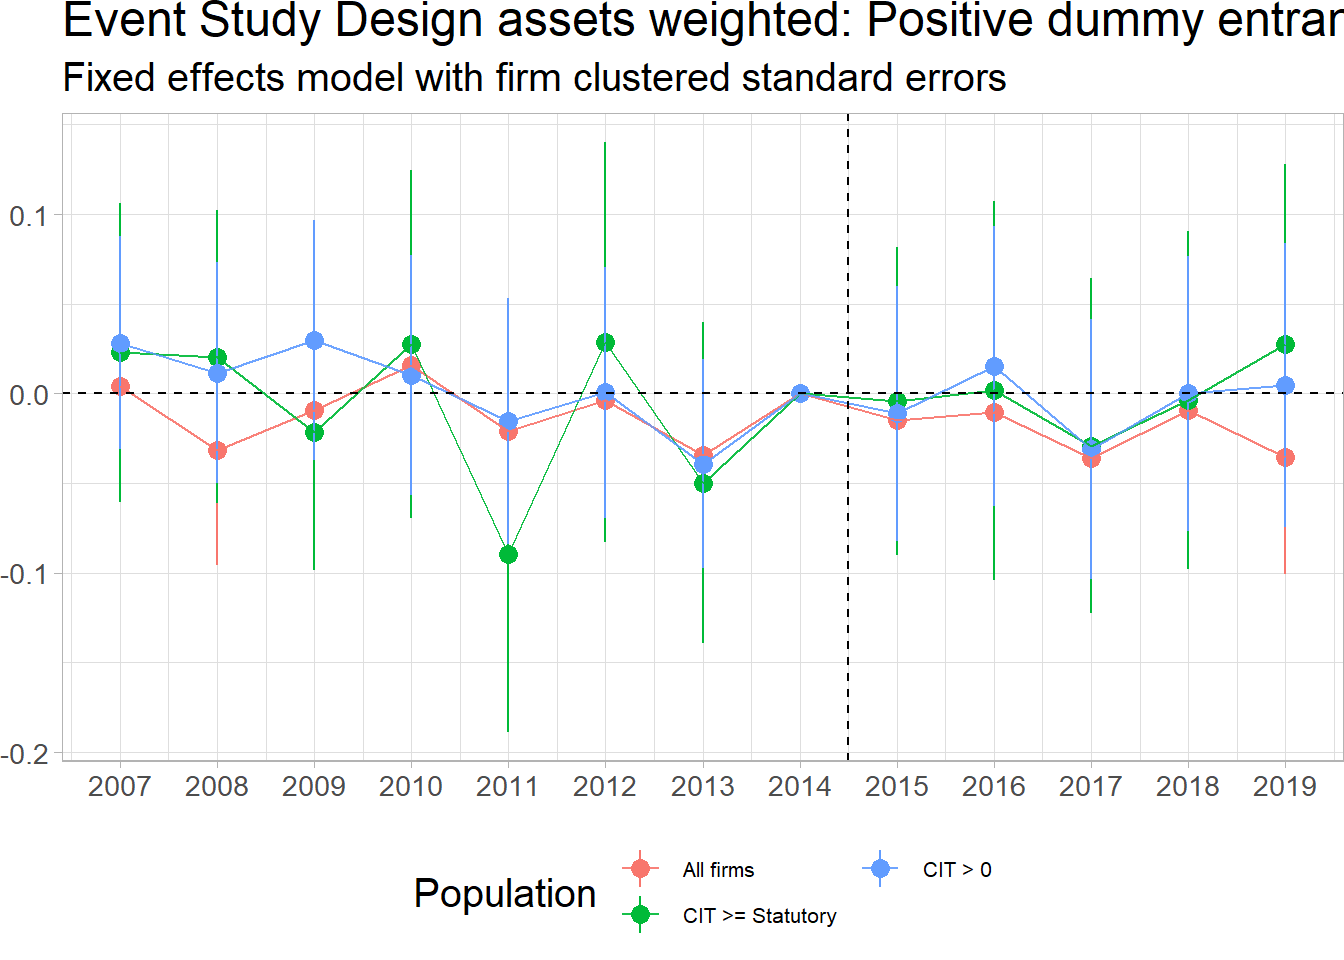 Event Study Design assets weighted: Positive dummy entran
Fixed effects model with firm clustered standard errors
0.1
0.0
-0.1
-0.2
2007 2008 2009 2010 2011 2012 2013 2014 2015 2016 2017 2018 2019
Population
All firms
CIT >= Statutory
CIT > 0